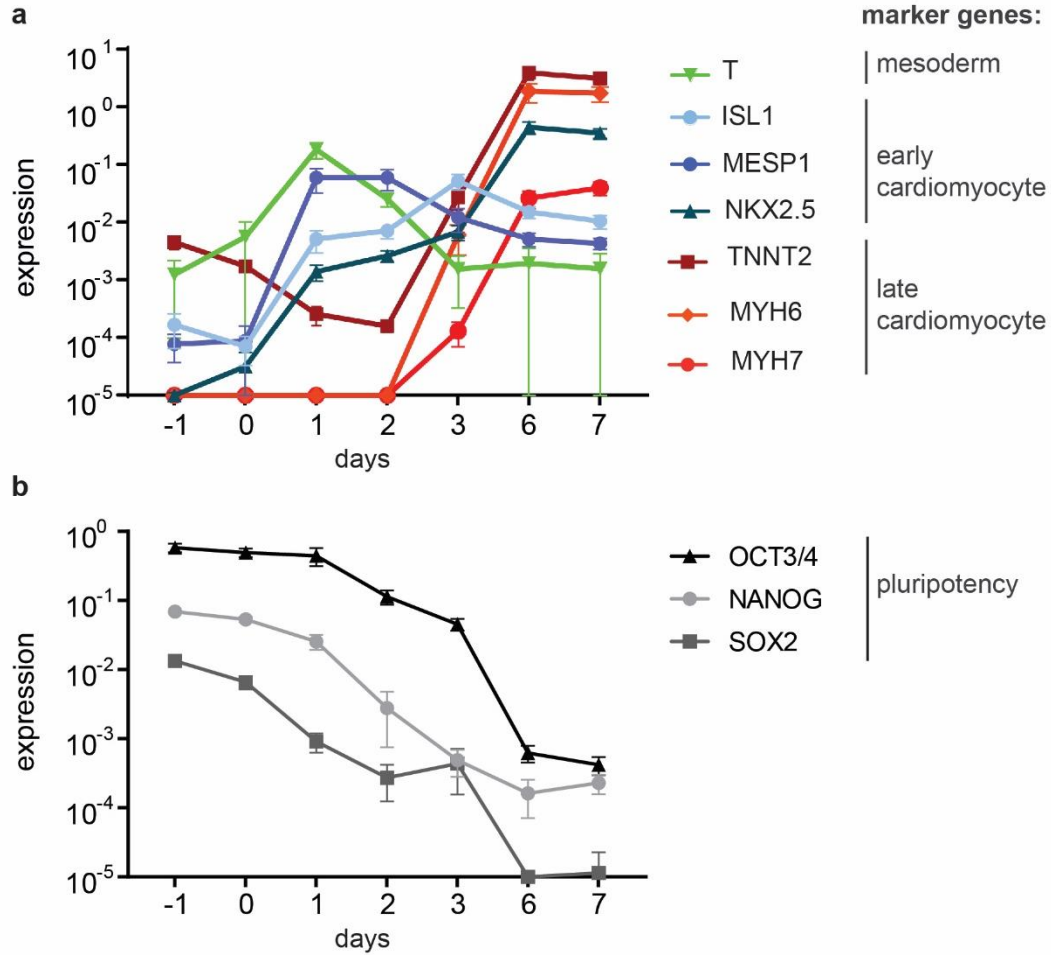 a
marker genes:
10^1
10^0
10^-1
10^-2
10^-3
10^-4
10^-5
expression
-1 0 1 2 3 6 7
days
T
ISL1
MESP1
NKX2.5
TNNT2
MYH6
MYH7
mesoderm
early
cardiomyocyte
late
cardiomyocyte
b
10^0
10^-1
10^-2
10^-3
10^-4
10^-5
expression
-1 0 1 2 3 6 7
days
OCT3/4
NANOG
SOX2
pluripotency